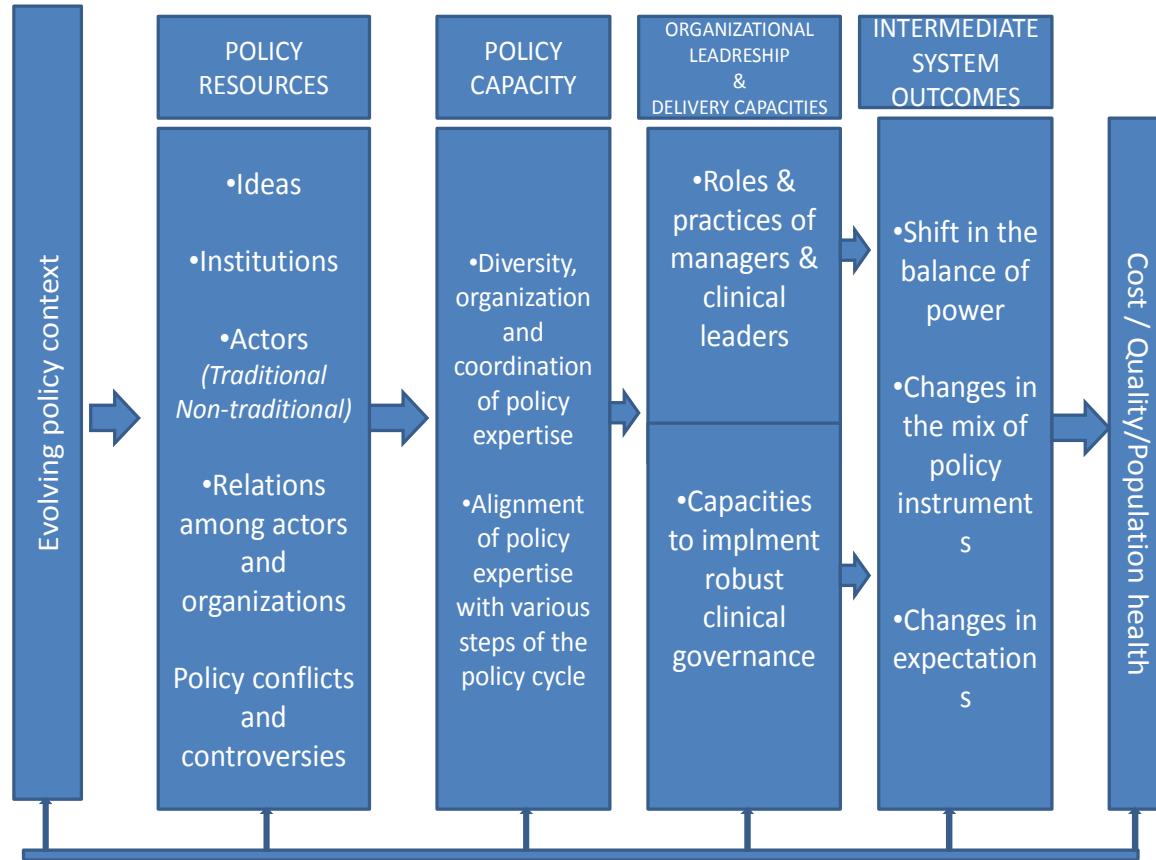 Evolving policy context
POLICY
RESOURCES
•Ideas
•Institutions
•Actors
(Traditional
Non-traditional)
•Relations
among actors
and
organizations
Policy conflicts
and
controversies
POLICY
CAPACITY
•Diversity,
organization
and
coordination
of policy
expertise
•Alignment
of policy
expertise
with various
steps of the
policy cycle
ORGANIZATIONAL
LEADRESHIP
&
DELIVERY CAPACITIES
•Roles &
practices of
managers &
clinical
leaders
•Capacities
to implment
robust
clinical
governance
INTERMEDIATE
SYSTEM
OUTCOMES
•Shift in the
balance of
power
•Changes in
the mix of
policy
instrument
s
•Changes in
expectation
s
Cost / Quality/Population health